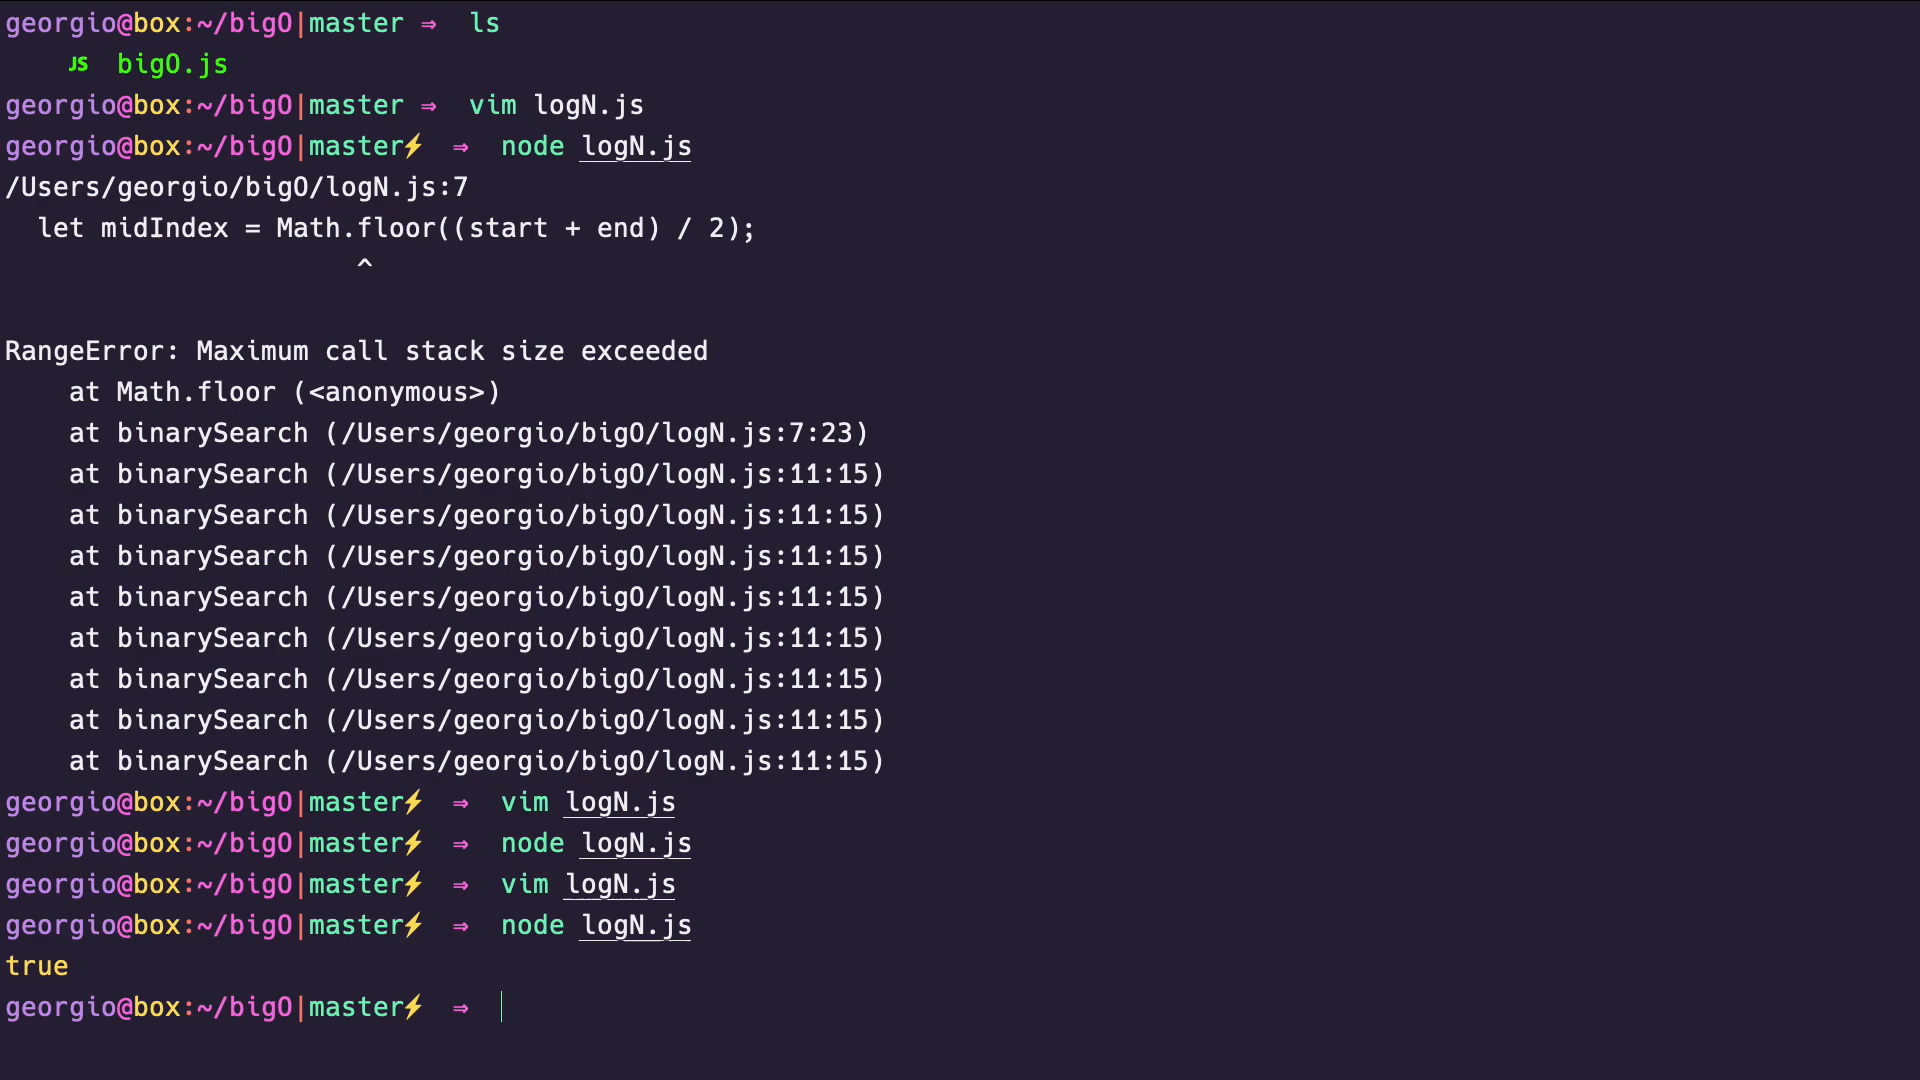 georgio@box:~/bigO|master ⇒ ls
JS bigO.js
georgio@box:~/bigO|master ⇒ vim logN.js
georgio@box:~/bigO|master⚡ ⇒ node logN.js
/Users/georgio/bigO/logN.js:7
  let midIndex = Math.floor((start + end) / 2);
                      ^
RangeError: Maximum call stack size exceeded
    at Math.floor (<anonymous>)
    at binarySearch (/Users/georgio/bigO/logN.js:7:23)
    at binarySearch (/Users/georgio/bigO/logN.js:11:15)
    at binarySearch (/Users/georgio/bigO/logN.js:11:15)
    at binarySearch (/Users/georgio/bigO/logN.js:11:15)
    at binarySearch (/Users/georgio/bigO/logN.js:11:15)
    at binarySearch (/Users/georgio/bigO/logN.js:11:15)
    at binarySearch (/Users/georgio/bigO/logN.js:11:15)
    at binarySearch (/Users/georgio/bigO/logN.js:11:15)
    at binarySearch (/Users/georgio/bigO/logN.js:11:15)
georgio@box:~/bigO|master⚡ ⇒ vim logN.js
georgio@box:~/bigO|master⚡ ⇒ node logN.js
georgio@box:~/bigO|master⚡ ⇒ vim logN.js
georgio@box:~/bigO|master⚡ ⇒ node logN.js
true
georgio@box:~/bigO|master⚡ ⇒